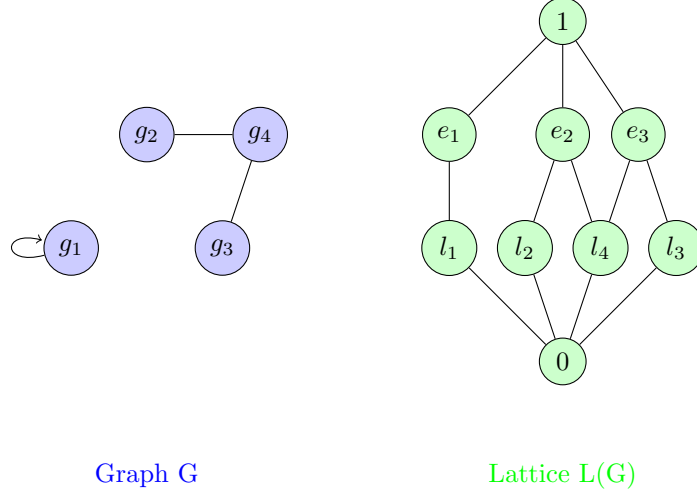 1
g₂ g₄ e₁ e₂ e₃
g₁ g₃ l₁ l₂ l₄ l₃
0
Graph G Lattice L(G)